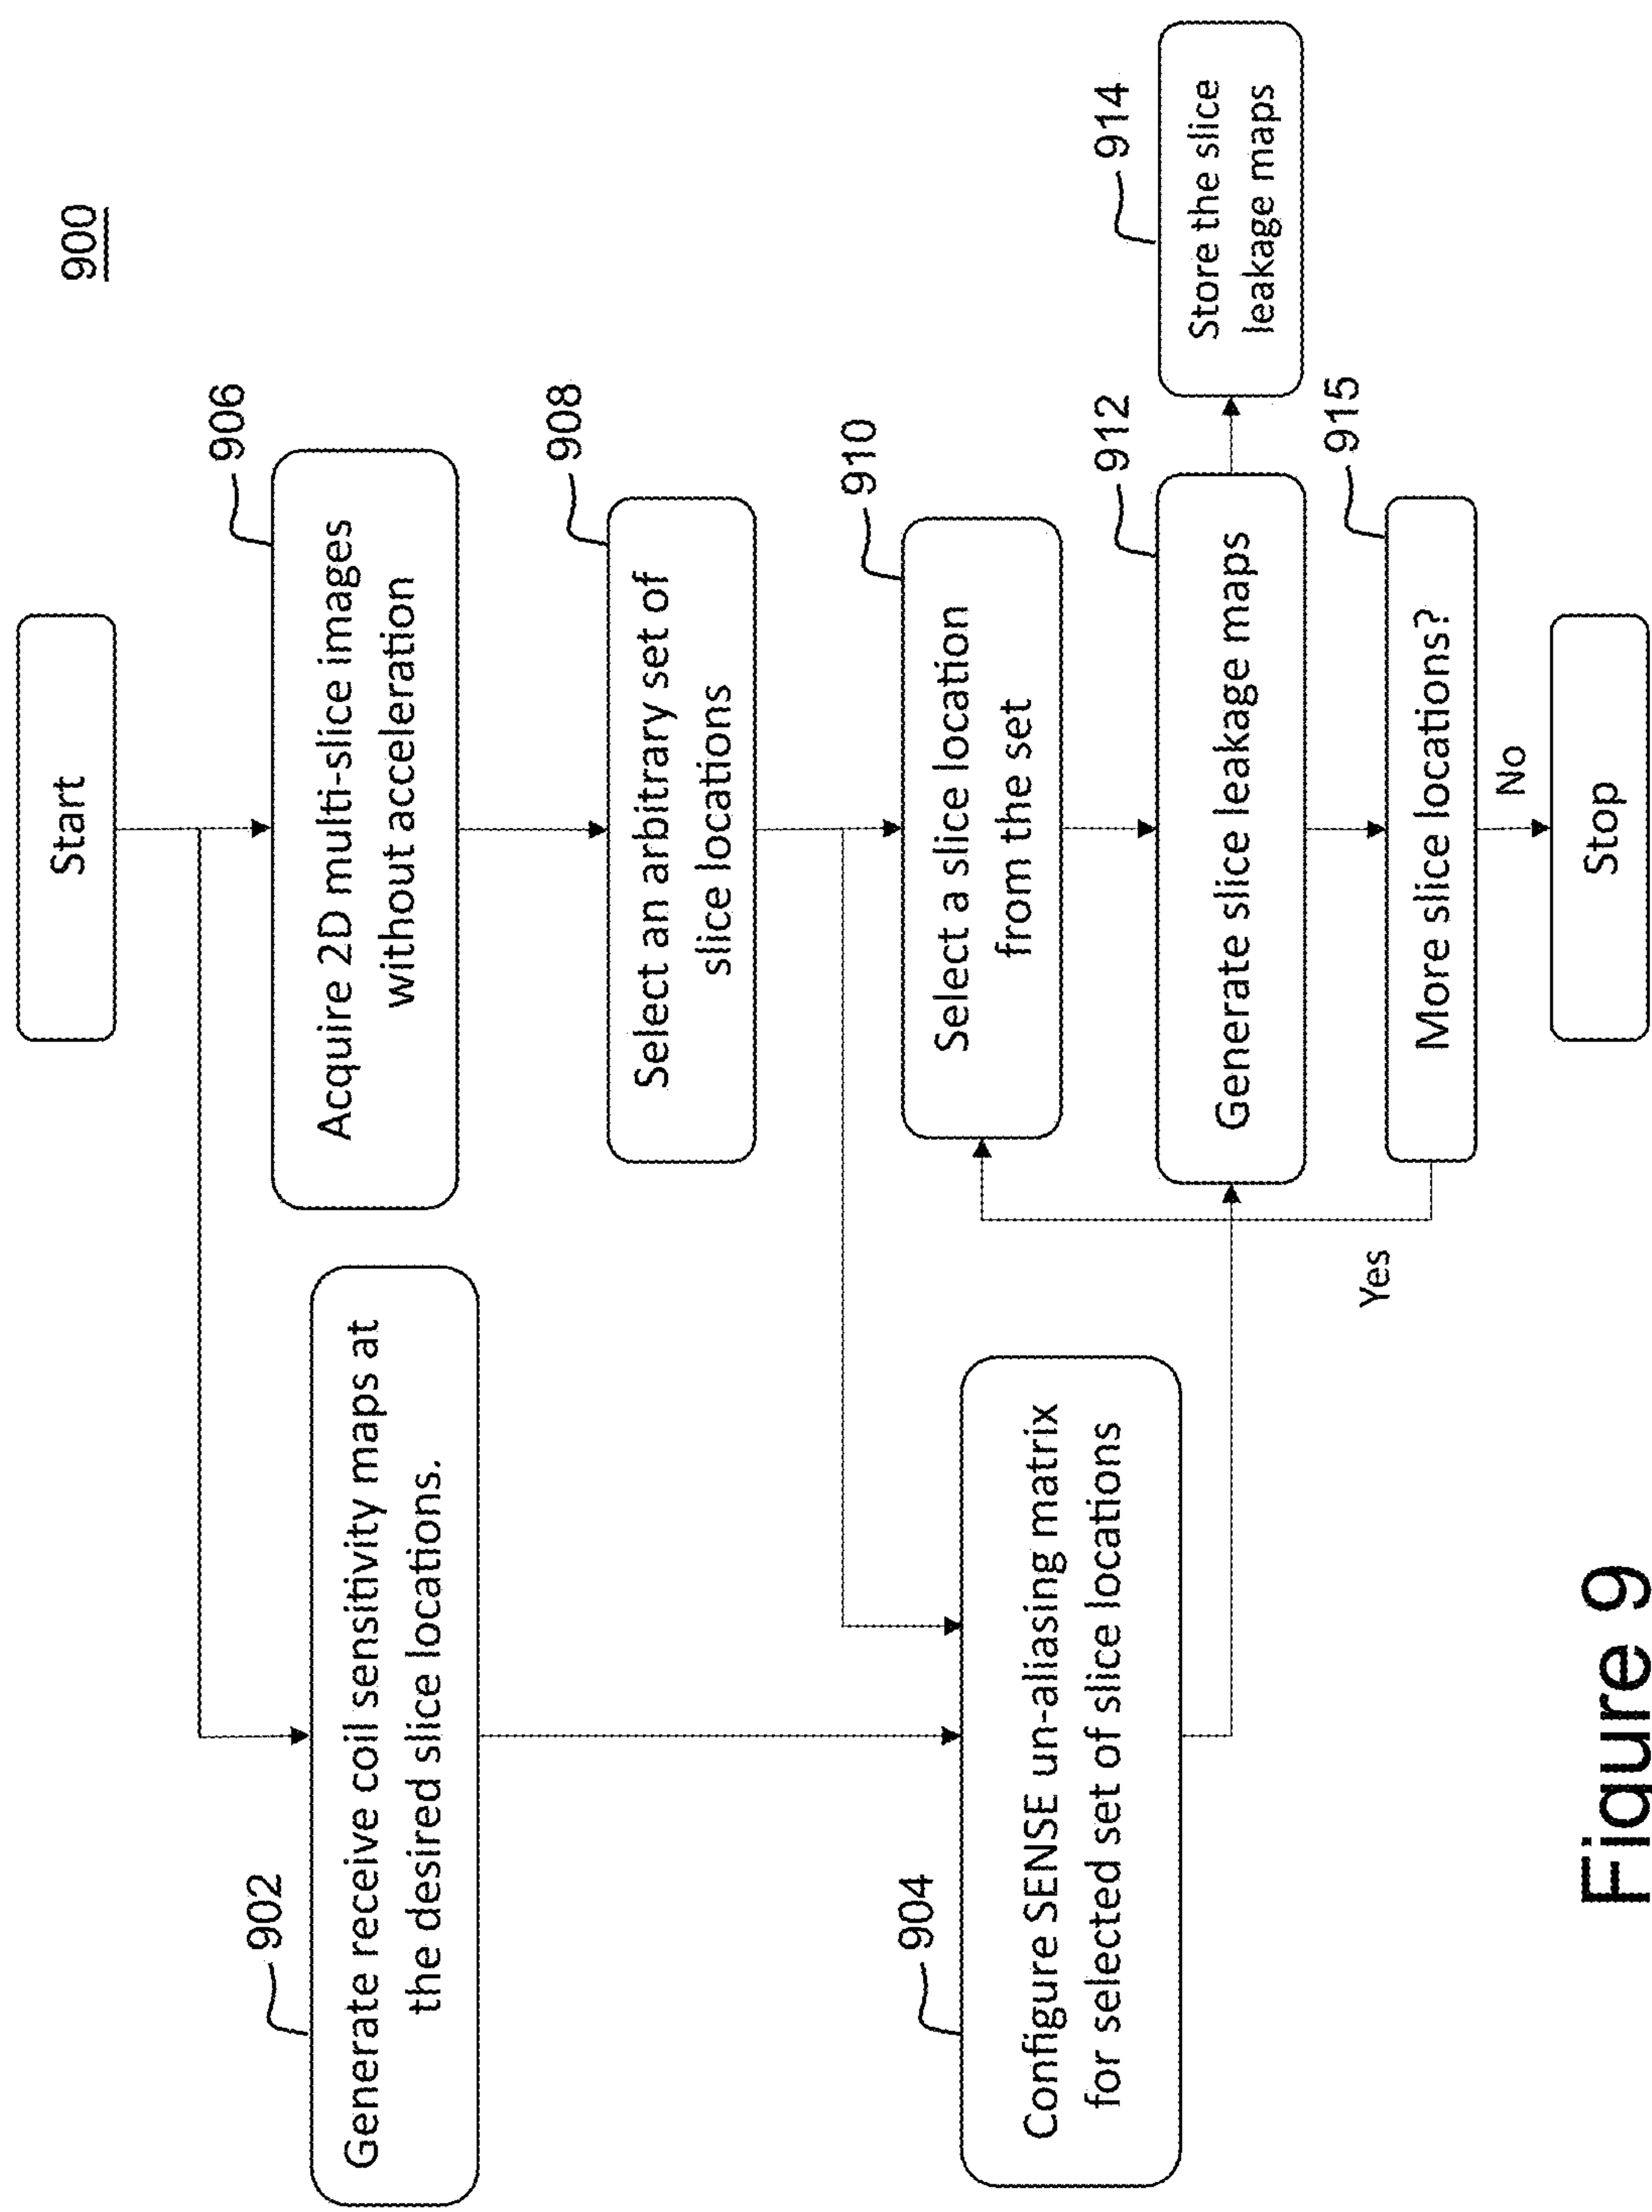 900
Start
906
Acquire 2D multi-slice images
without acceleration
902
Generate receive coil sensitivity maps at
the desired slice locations.
908
Select an arbitrary set of
slice locations
910
Select a slice location
from the set
904
Configure SENSE un-aliasing matrix
for selected set of slice locations
912
Generate slice leakage maps
914
Store the slice
leakage maps
915
More slice locations?
Yes
No
Stop
Figure 9